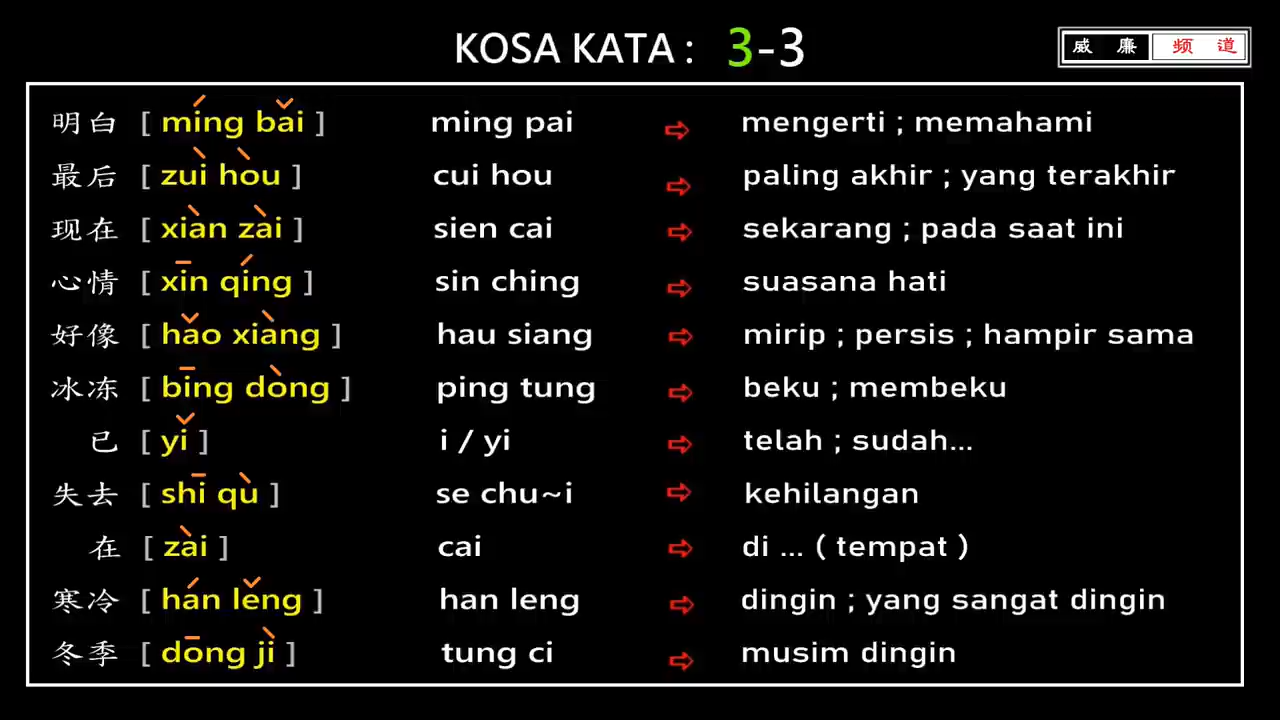 KOSA KATA : 3-3
威 廉 频 道
明白 [ míng bǎi ] ming pai ⇨ mengerti ; memahami
最后 [ zuì hòu ] cui hou ⇨ paling akhir ; yang terakhir
现在 [ xiàn zài ] sien cai ⇨ sekarang ; pada saat ini
心情 [ xīn qíng ] sin ching ⇨ suasana hati
好像 [ hǎo xiàng ] hau siang ⇨ mirip ; persis ; hampir sama
冰冻 [ bīng dòng ] ping tung ⇨ beku ; membeku
已 [ yǐ ] i / yi ⇨ telah ; sudah...
失去 [ shī qù ] se chu~i ⇨ kehilangan
在 [ zài ] cai ⇨ di ... ( tempat )
寒冷 [ hán lěng ] han leng ⇨ dingin ; yang sangat dingin
冬季 [ dōng jì ] tung ci ⇨ musim dingin